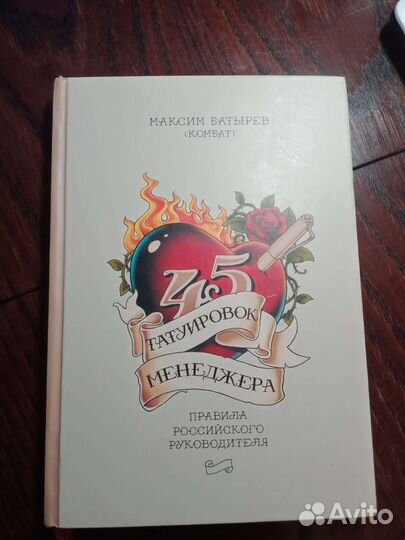 МАКСИМ БАТЫРЕВ
(КОМБАТ)
45
ТАТУИРОВОК
МЕНЕДЖЕРА
ПРАВИЛА
РОССИЙСКОГО
РУКОВОДИТЕЛЯ
Avito